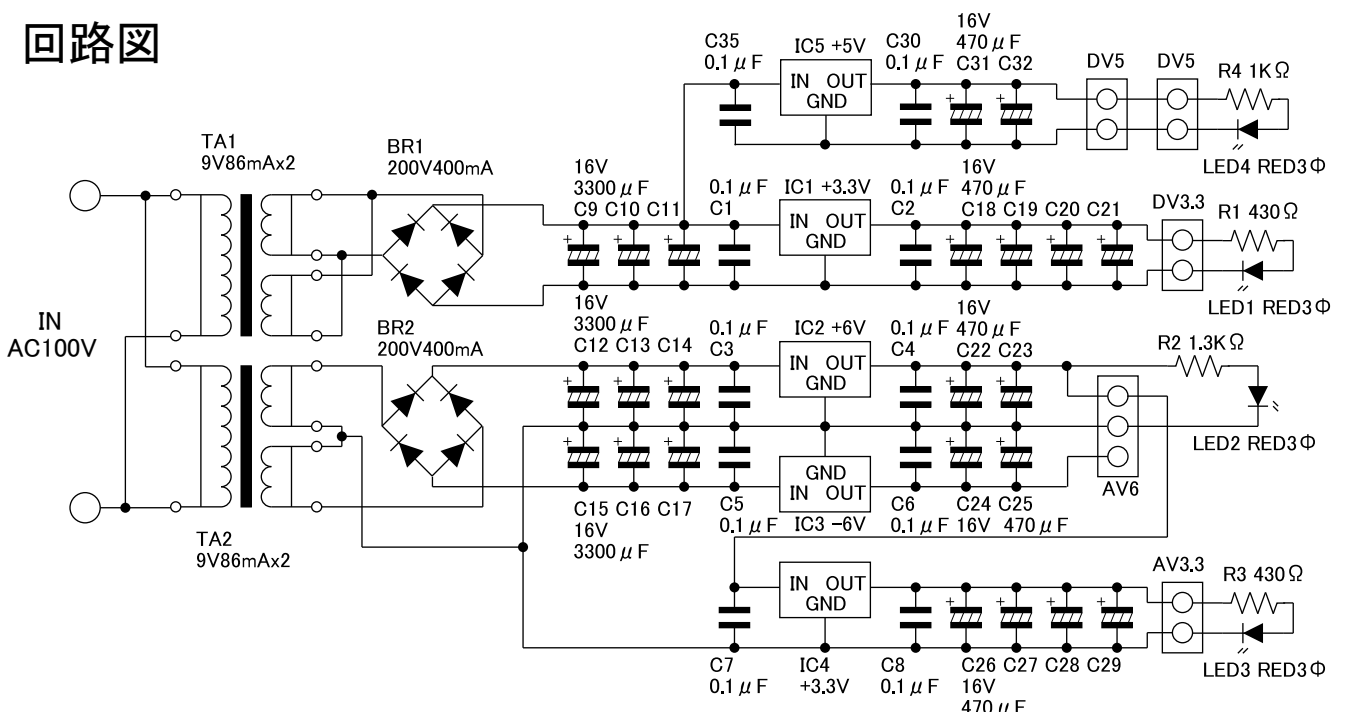 回路図
C35
0.1μF
IC5 +5V
IN OUT
GND
C30
0.1μF
16V
470μF
C31 C32
DV5
DV5
R4 1KΩ
LED4 RED3Φ
TA1
9V86mAx2
BR1
200V400mA
16V
3300μF
C9 C10 C11
0.1μF
C1
IC1 +3.3V
IN OUT
GND
0.1μF
C2
16V
470μF
C18 C19 C20 C21
DV3.3
R1 430Ω
LED1 RED3Φ
IN
AC100V
BR2
200V400mA
16V
3300μF
C12 C13 C14
0.1μF
C3
IC2 +6V
IN OUT
GND
0.1μF
C4
16V
470μF
C22 C23
R2 1.3KΩ
LED2 RED3Φ
AV6
GND
IN OUT
IC3 -6V
C15 C16 C17
16V
3300μF
C5
0.1μF
C6
0.1μF
C24 C25
16V 470μF
TA2
9V86mAx2
IN OUT
GND
IC4
+3.3V
C7
0.1μF
C8
0.1μF
C26 C27 C28 C29
16V
470μF
AV3.3
R3 430Ω
LED3 RED3Φ